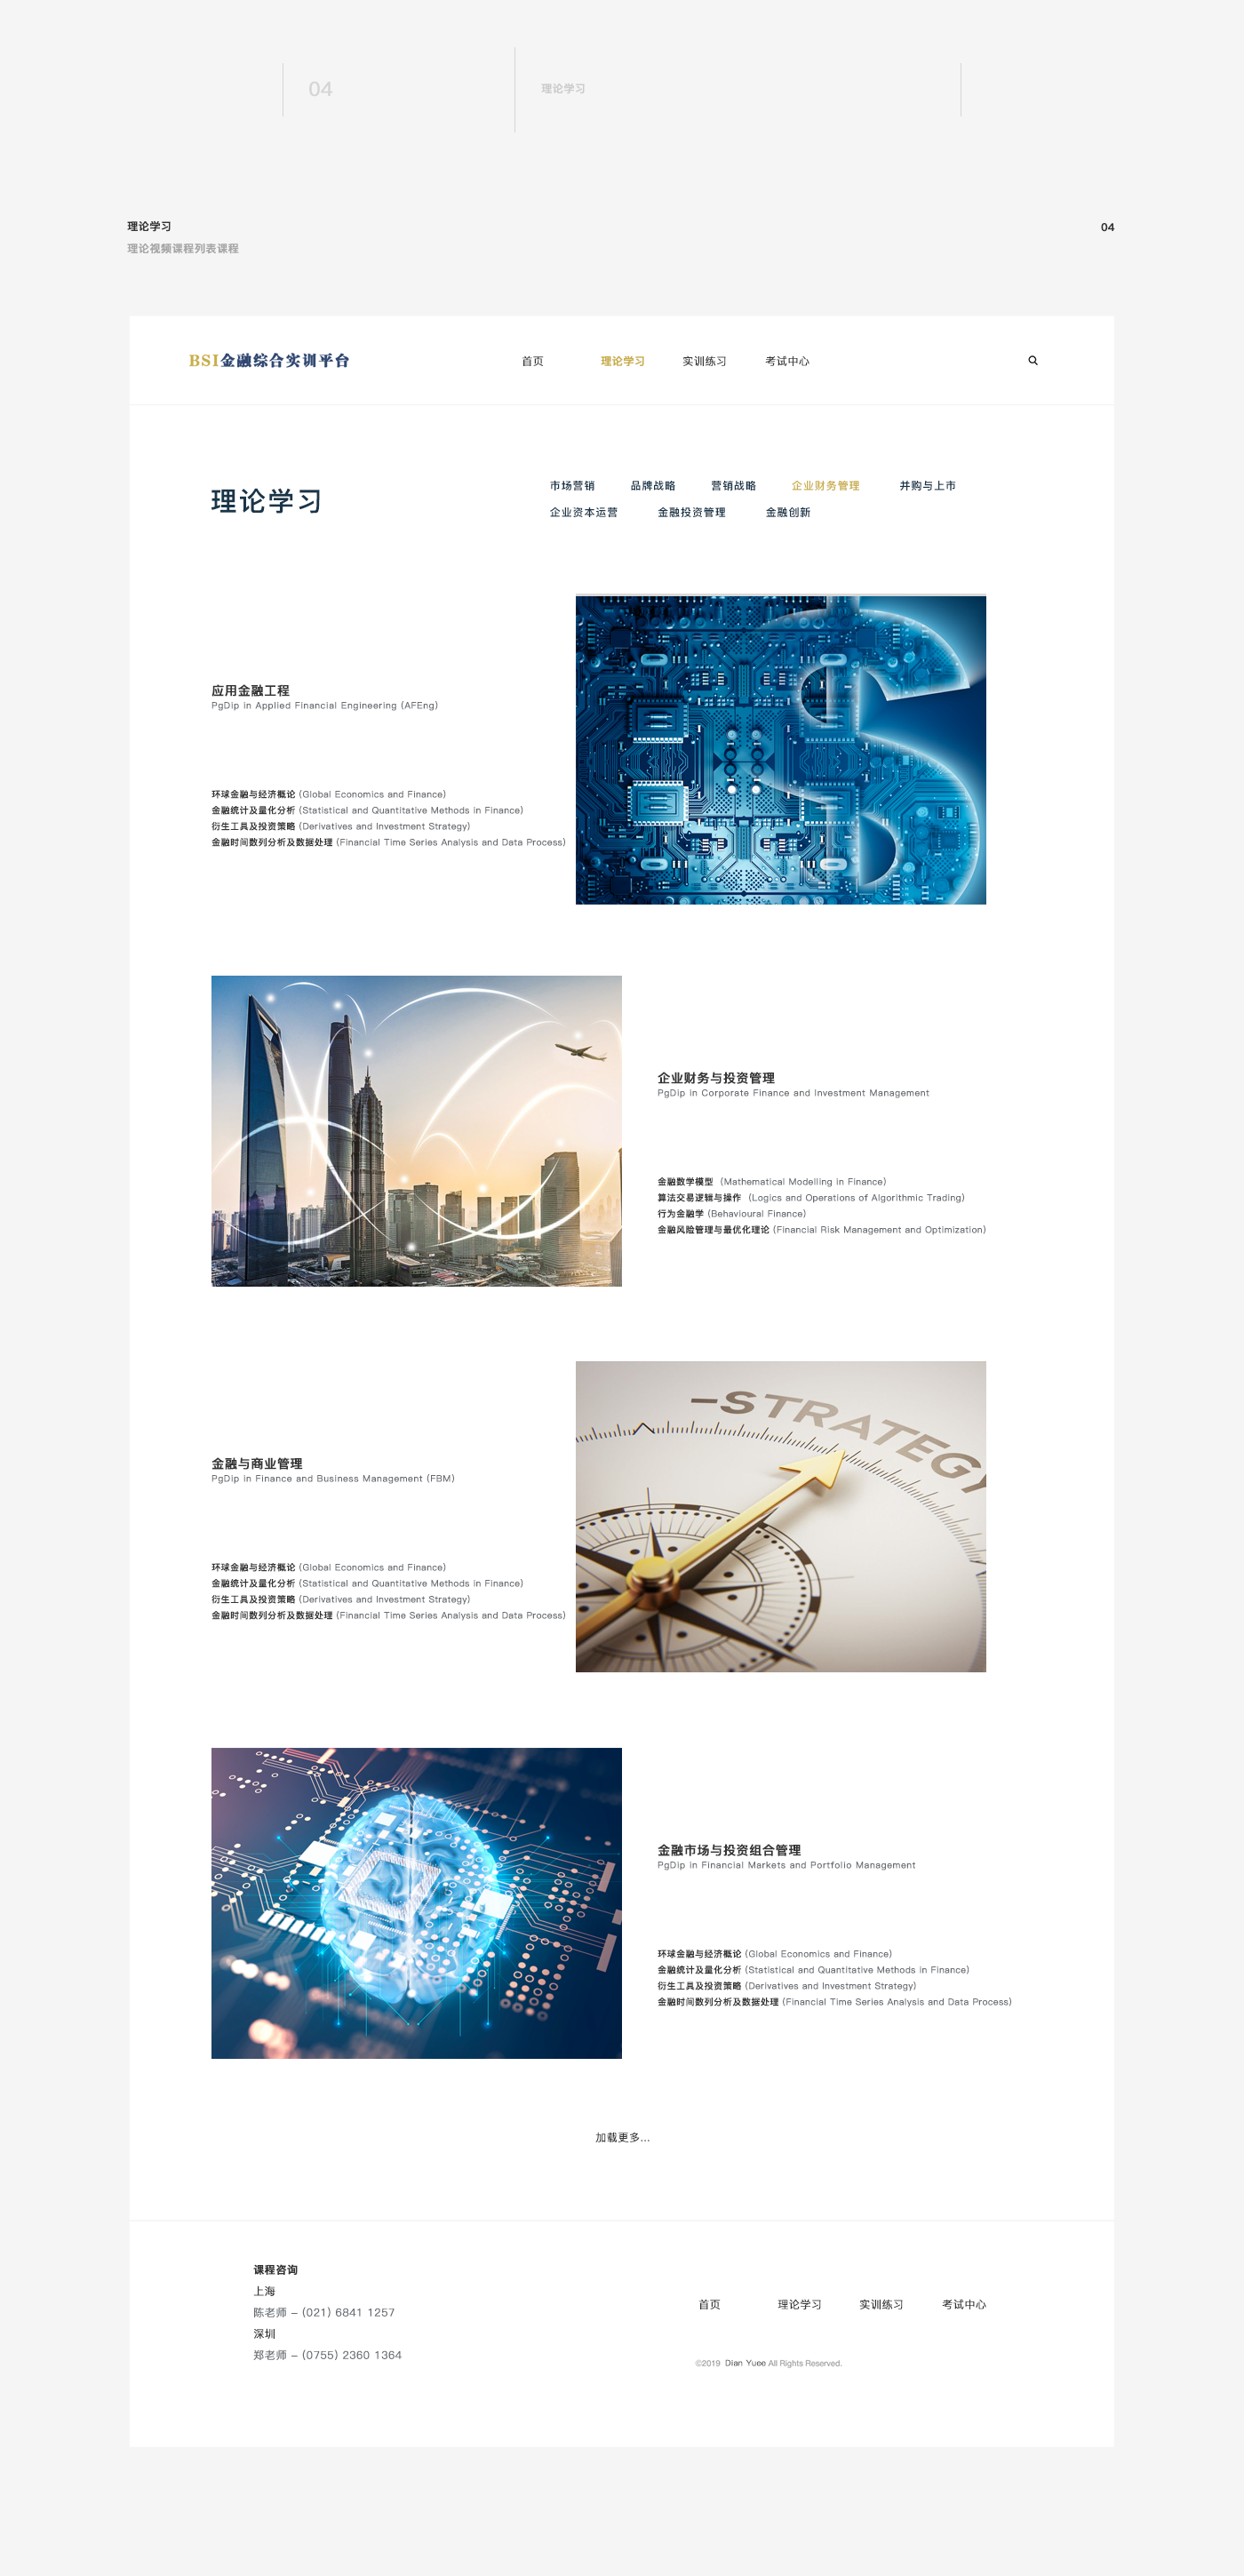 04
理论学习
理论学习
04
理论视频课程列表课程
BSI金融综合实训平台
首页 理论学习 实训练习 考试中心
理论学习
市场营销 品牌战略 营销战略 企业财务管理 并购与上市
企业资本运营 金融投资管理 金融创新
应用金融工程
PgDip in Applied Financial Engineering (AFEng)
环球金融与经济概论 (Global Economics and Finance)
金融统计及量化分析 (Statistical and Quantitative Methods in Finance)
衍生工具及投资策略 (Derivatives and Investment Strategy)
金融时间数列分析及数据处理 (Financial Time Series Analysis and Data Process)
$
企业财务与投资管理
PgDip in Corporate Finance and Investment Management
金融数学模型 (Mathematical Modelling in Finance)
算法交易逻辑与操作 (Logics and Operations of Algorithmic Trading)
行为金融学 (Behavioural Finance)
金融风险管理与最优化理论 (Financial Risk Management and Optimization)
金融与商业管理
PgDip in Finance and Business Management (FBM)
环球金融与经济概论 (Global Economics and Finance)
金融统计及量化分析 (Statistical and Quantitative Methods in Finance)
衍生工具及投资策略 (Derivatives and Investment Strategy)
金融时间数列分析及数据处理 (Financial Time Series Analysis and Data Process)
–STRATEGY
金融市场与投资组合管理
PgDip in Financial Markets and Portfolio Management
环球金融与经济概论 (Global Economics and Finance)
金融统计及量化分析 (Statistical and Quantitative Methods in Finance)
衍生工具及投资策略 (Derivatives and Investment Strategy)
金融时间数列分析及数据处理 (Financial Time Series Analysis and Data Process)
加载更多...
课程咨询
上海
陈老师 – (021) 6841 1257
深圳
郑老师 – (0755) 2360 1364
首页 理论学习 实训练习 考试中心
©2019 Dian Yuee All Rights Reserved.